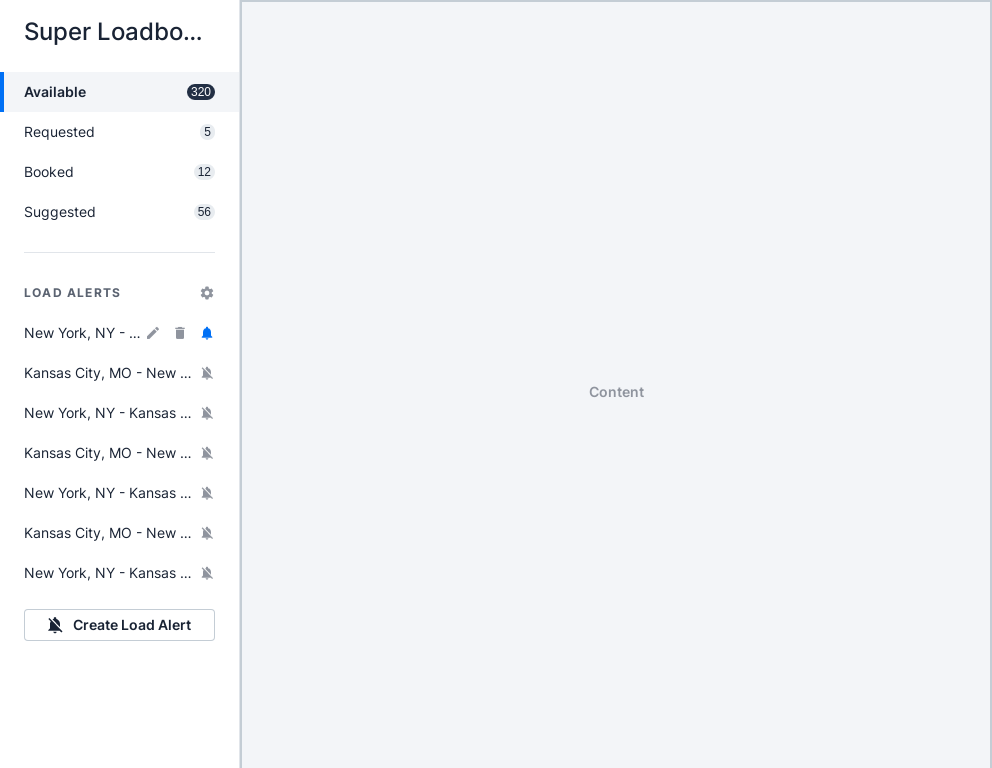 Super Loadbo...
Available 320
Requested 5
Booked 12
Suggested 56
LOAD ALERTS
New York, NY - ...
Kansas City, MO - New ...
New York, NY - Kansas ...
Kansas City, MO - New ...
New York, NY - Kansas ...
Kansas City, MO - New ...
New York, NY - Kansas ...
Create Load Alert
Content